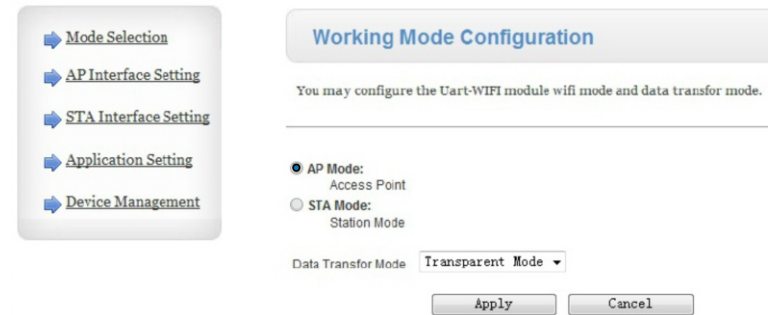 Mode Selection
AP Interface Setting
STA Interface Setting
Application Setting
Device Management
Working Mode Configuration
You may configure the Uart-WIFI module wifi mode and data transfor mode.
AP Mode:
Access Point
STA Mode:
Station Mode
Data Transfor Mode Transparent Mode
Apply Cancel